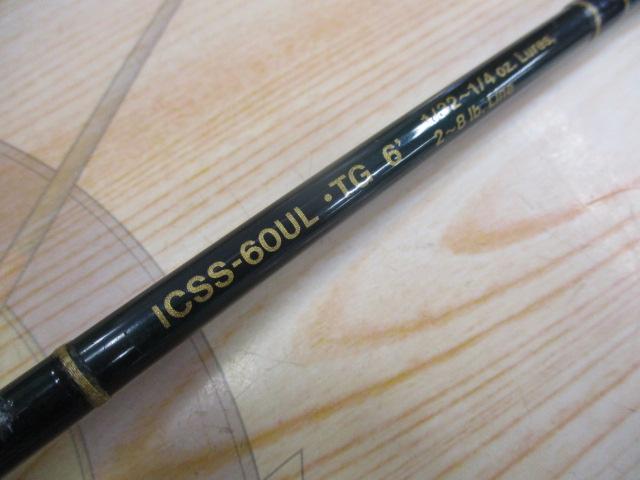 ICSS-60UL・TG 6' 1/32~1/4 oz. Lures.
2~8 lb. Line